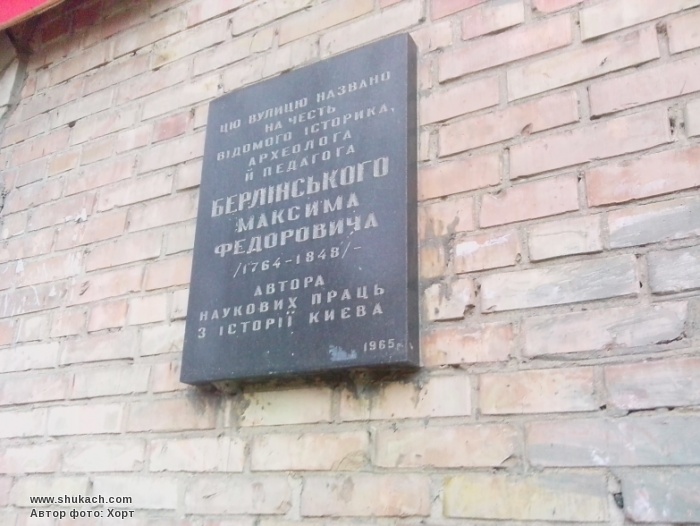 ЦЮ ВУЛИЦЮ НАЗВАНО
НА ЧЕСТЬ
ВІДОМОГО ІСТОРИКА,
АРХЕОЛОГА
Й ПЕДАГОГА
БЕРЛІНСЬКОГО
МАКСИМА
ФЕДОРОВИЧА
/1764-1848/-
АВТОРА
НАУКОВИХ ПРАЦЬ
З ІСТОРІЇ КИЄВА
1965р.
www.shukach.com
Автор фото: Хорт